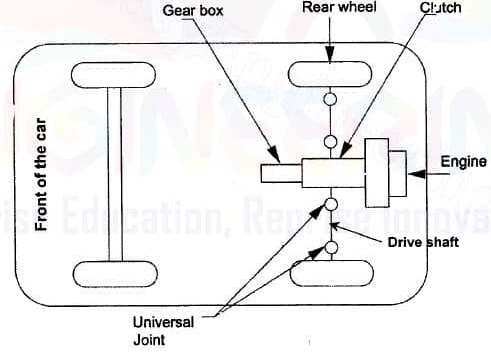 Gear box
Rear wheel
Clutch
Front of the car
Engine
Drive shaft
Universal
Joint